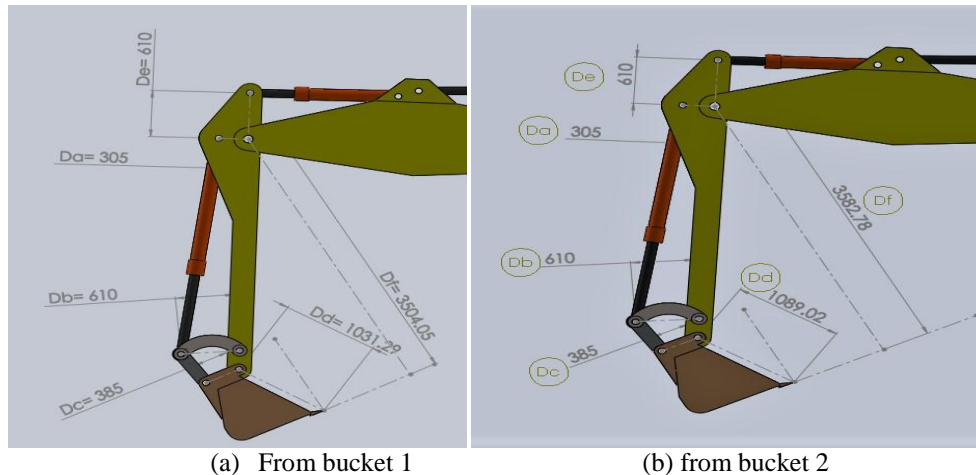 De= 610
Da= 305
Db= 610
Df= 3504.05
Dd= 1031.29
Dc= 385
(a) From bucket 1
610
De
Da
305
Df
3582.78
Db
610
Dd
1089.02
Dc
385
(b) from bucket 2